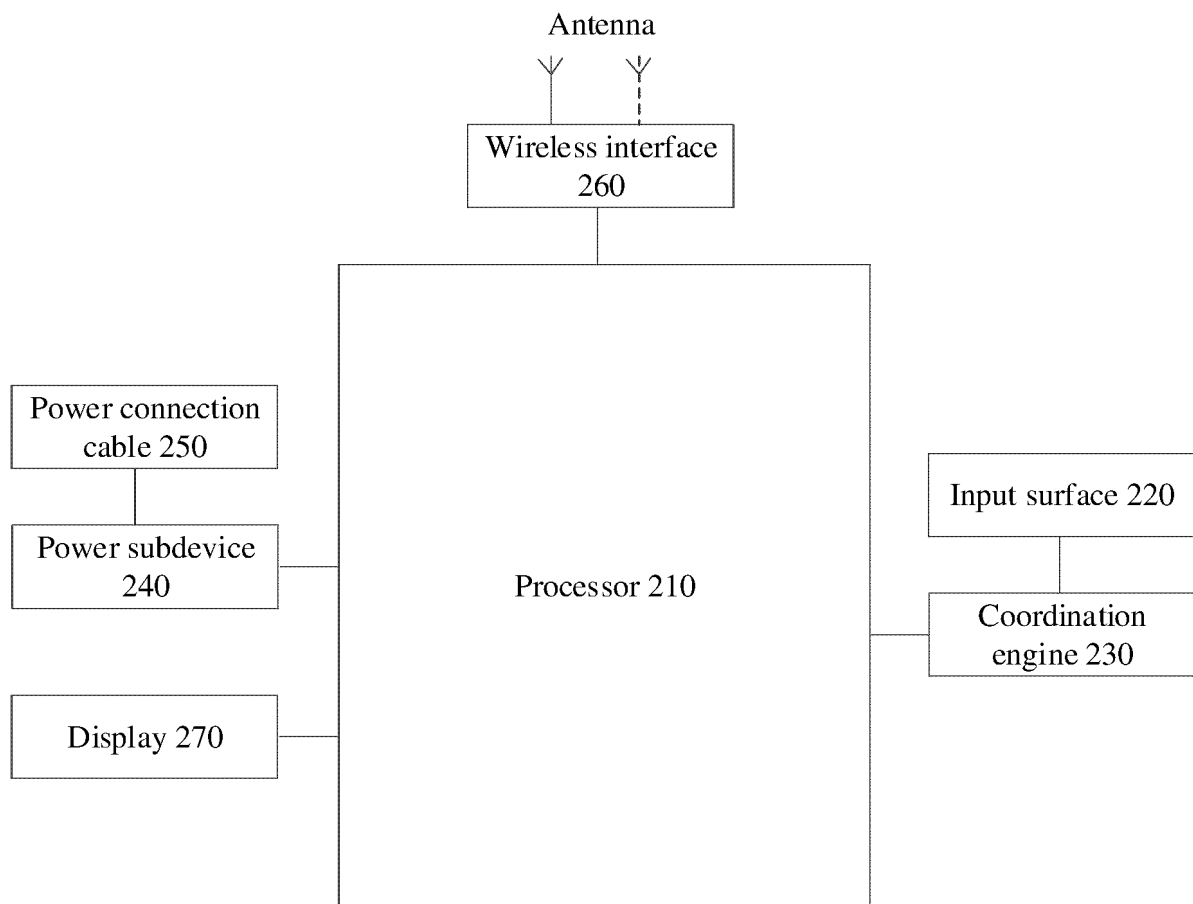 Antenna
Wireless interface
260
Power connection
cable 250
Power subdevice
240
Display 270
Processor 210
Input surface 220
Coordination
engine 230